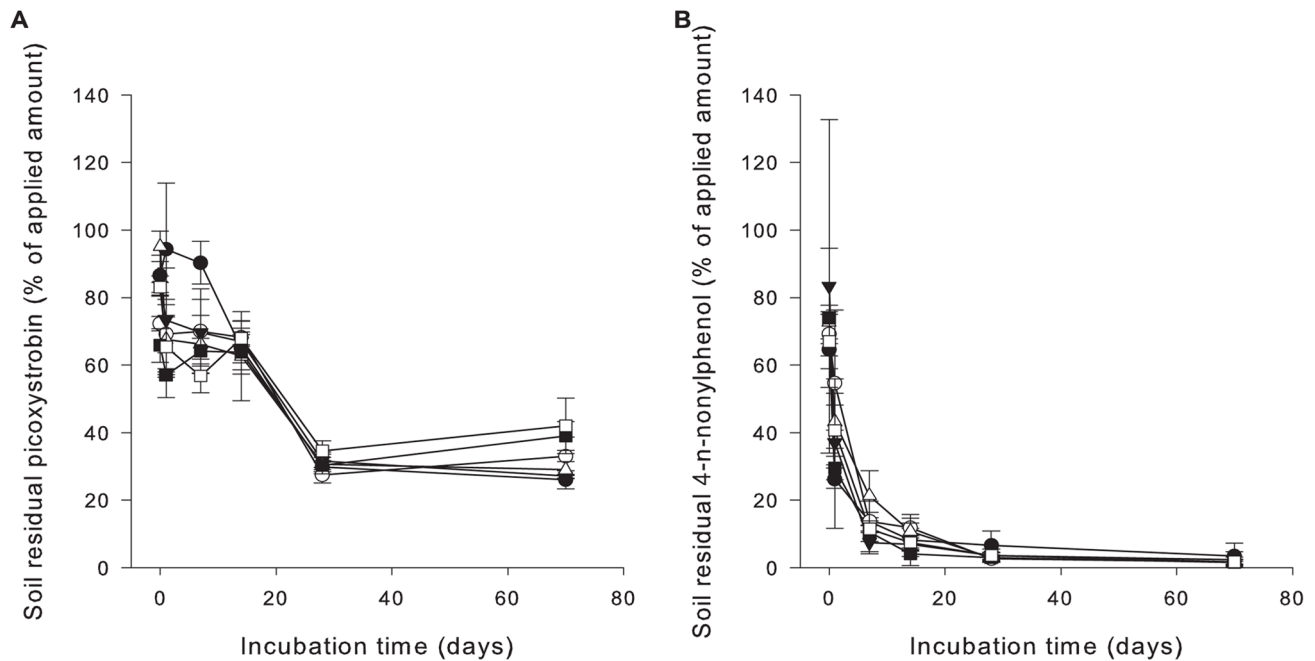 A
Soil residual picoxystrobin (% of applied amount)
140
120
100
80
60
40
20
0
0 20 40 60 80
Incubation time (days)
B
Soil residual 4-n-nonylphenol (% of applied amount)
140
120
100
80
60
40
20
0
0 20 40 60 80
Incubation time (days)